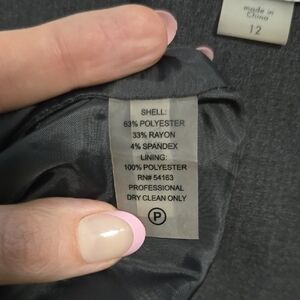 made in
China
12
SHELL:
63% POLYESTER
33% RAYON
4% SPANDEX
LINING:
100% POLYESTER
RN# 54163
PROFESSIONAL
DRY CLEAN ONLY
P